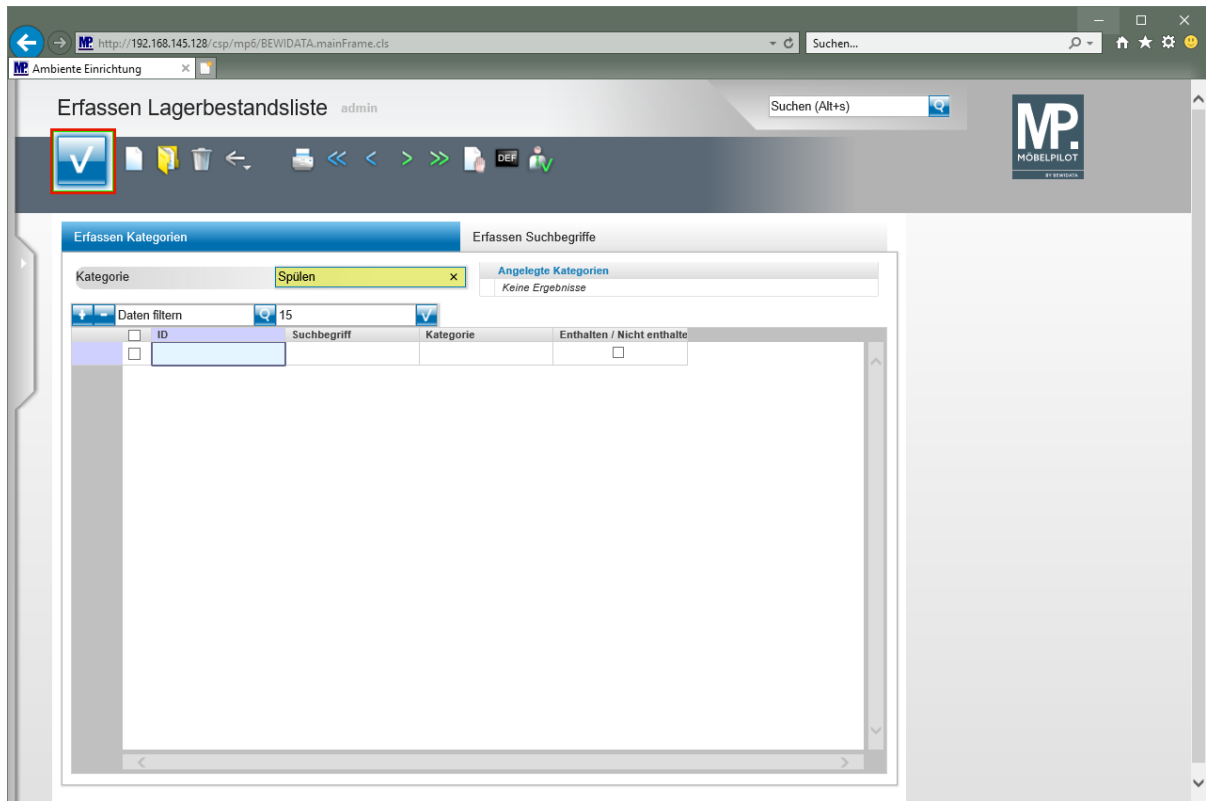 http://192.168.145.128/csp/mp6/BEWIDATA.mainFrame.cls
Suchen...
MP. Ambiente Einrichtung
Erfassen Lagerbestandsliste admin
Suchen (Alt+s)
MP.
MÖBELPILOT
BY BEWIDATA
DEF
Erfassen Kategorien
Erfassen Suchbegriffe
Kategorie
Spülen
Angelegte Kategorien
Keine Ergebnisse
Daten filtern
15
ID Suchbegriff Kategorie Enthalten / Nicht enthalte